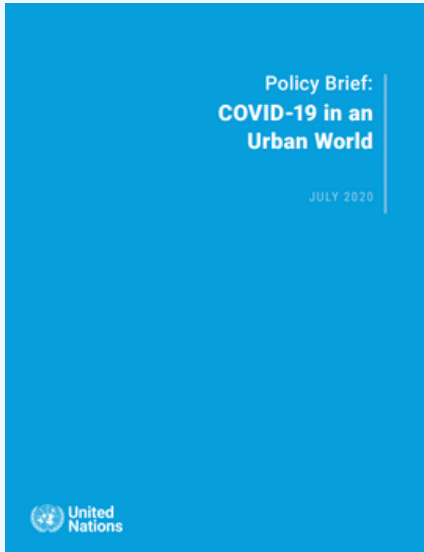 Policy Brief:
COVID-19 in an
Urban World
JULY 2020
United
Nations